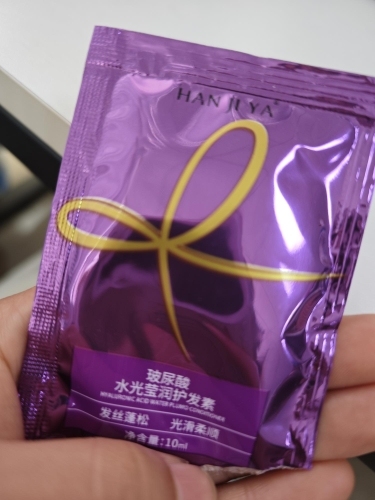 HAN JI YA
玻尿酸
水光莹润护发素
HYALURONIC ACID WATER PLUMO CONDITIONER
发丝蓬松 光滑柔顺
净含量:10ml